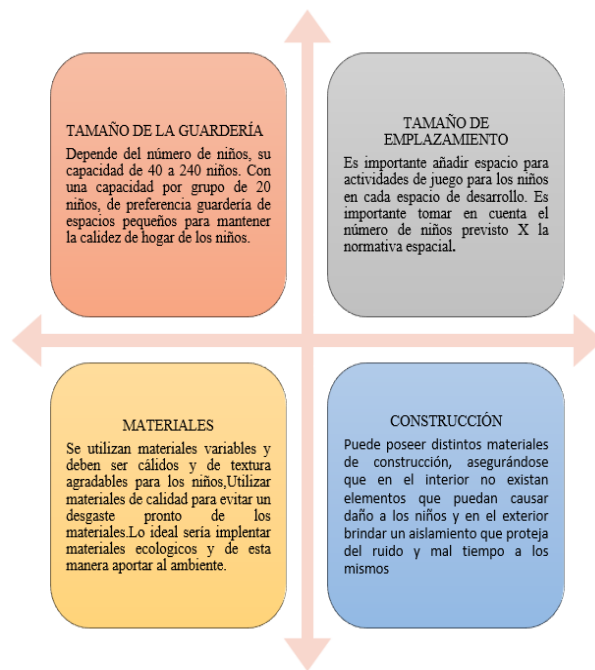 TAMAÑO DE LA GUARDERÍA
Depende del número de niños, su
capacidad de 40 a 240 niños. Con
una capacidad por grupo de 20
niños, de preferencia guardería de
espacios pequeños para mantener
la calidez de hogar de los niños.
TAMAÑO DE
EMPLAZAMIENTO
Es importante añadir espacio para
actividades de juego para los niños
en cada espacio de desarrollo. Es
importante tomar en cuenta el
número de niños previsto X la
normativa espacial.
MATERIALES
Se utilizan materiales variables y
deben ser cálidos y de textura
agradables para los niños,Utilizar
materiales de calidad para evitar un
desgaste pronto de los
materiales.Lo ideal sería implentar
materiales ecologicos y de esta
manera aportar al ambiente.
CONSTRUCCIÓN
Puede poseer distintos materiales
de construcción, asegurándose
que en el interior no existan
elementos que puedan causar
daño a los niños y en el exterior
brindar un aislamiento que proteja
del ruido y mal tiempo a los
mismos